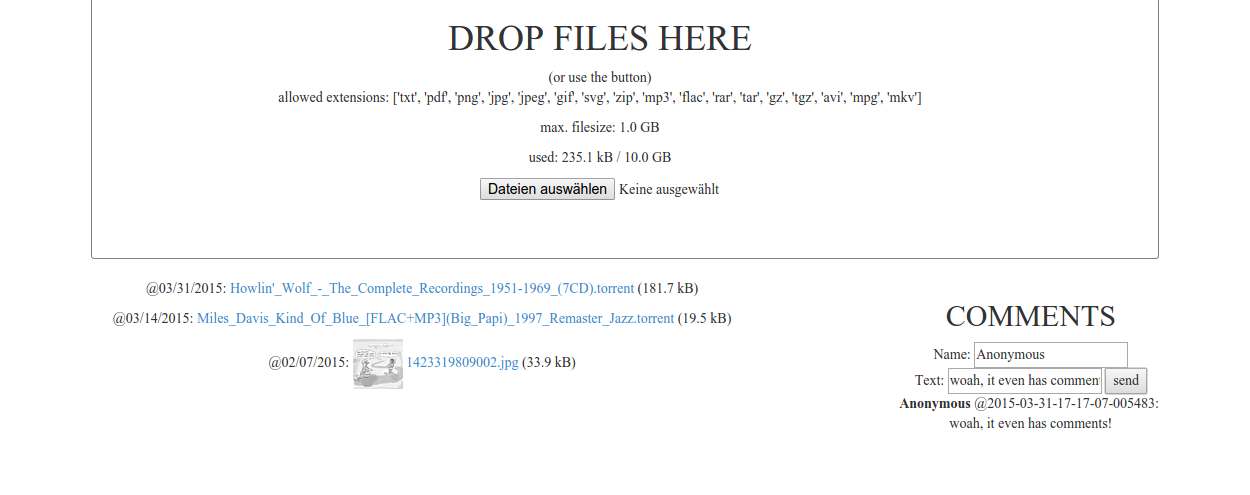 DROP FILES HERE
(or use the button)
allowed extensions: ['txt', 'pdf', 'png', 'jpg', 'jpeg', 'gif', 'svg', 'zip', 'mp3', 'flac', 'rar', 'tar', 'gz', 'tgz', 'avi', 'mpg', 'mkv']
max. filesize: 1.0 GB
used: 235.1 kB / 10.0 GB
Dateien auswählen Keine ausgewählt
@03/31/2015: Howlin'_Wolf_-_The_Complete_Recordings_1951-1969_(7CD).torrent (181.7 kB)
@03/14/2015: Miles_Davis_Kind_Of_Blue_[FLAC+MP3](Big_Papi)_1997_Remaster_Jazz.torrent (19.5 kB)
@02/07/2015: 1423319809002.jpg (33.9 kB)
COMMENTS
Name: Anonymous
Text: woah, it even has comment send
Anonymous @2015-03-31-17-17-07-005483:
woah, it even has comments!